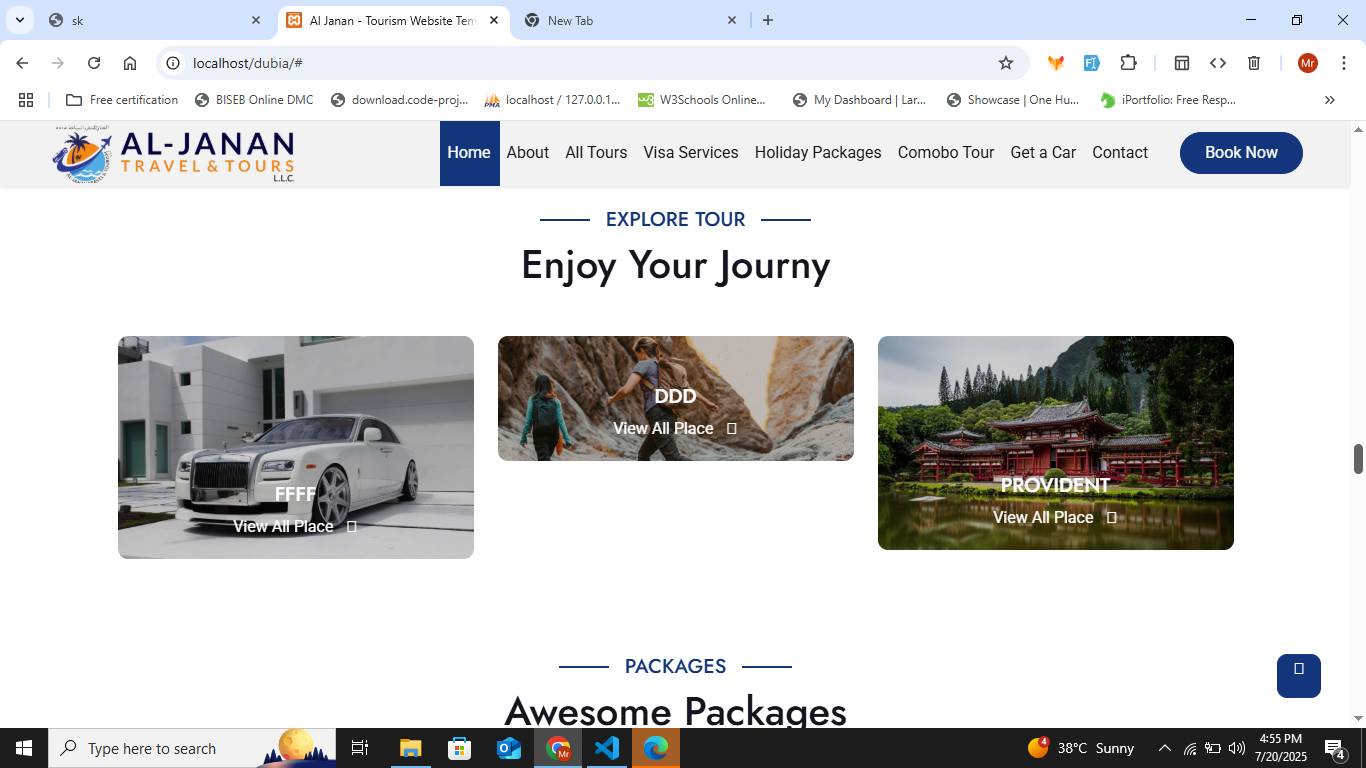 sk
Al Janan - Tourism Website Tem
New Tab
localhost/dubia/#
Mr
Free certification
BISEB Online DMC
download.code-proj...
PMA
localhost / 127.0.0.1...
W3Schools Online...
My Dashboard | Lar...
Showcase | One Hu...
iPortfolio: Free Resp...
AL-JANAN
TRAVEL & TOURS
L.L.C.
Home
About
All Tours
Visa Services
Holiday Packages
Comobo Tour
Get a Car
Contact
Book Now
EXPLORE TOUR
Enjoy Your Journy
FFFF
View All Place
DDD
View All Place
PROVIDENT
View All Place
PACKAGES
Awesome Packages
Type here to search
Mr
4
38°C Sunny
4:55 PM
7/20/2025
4